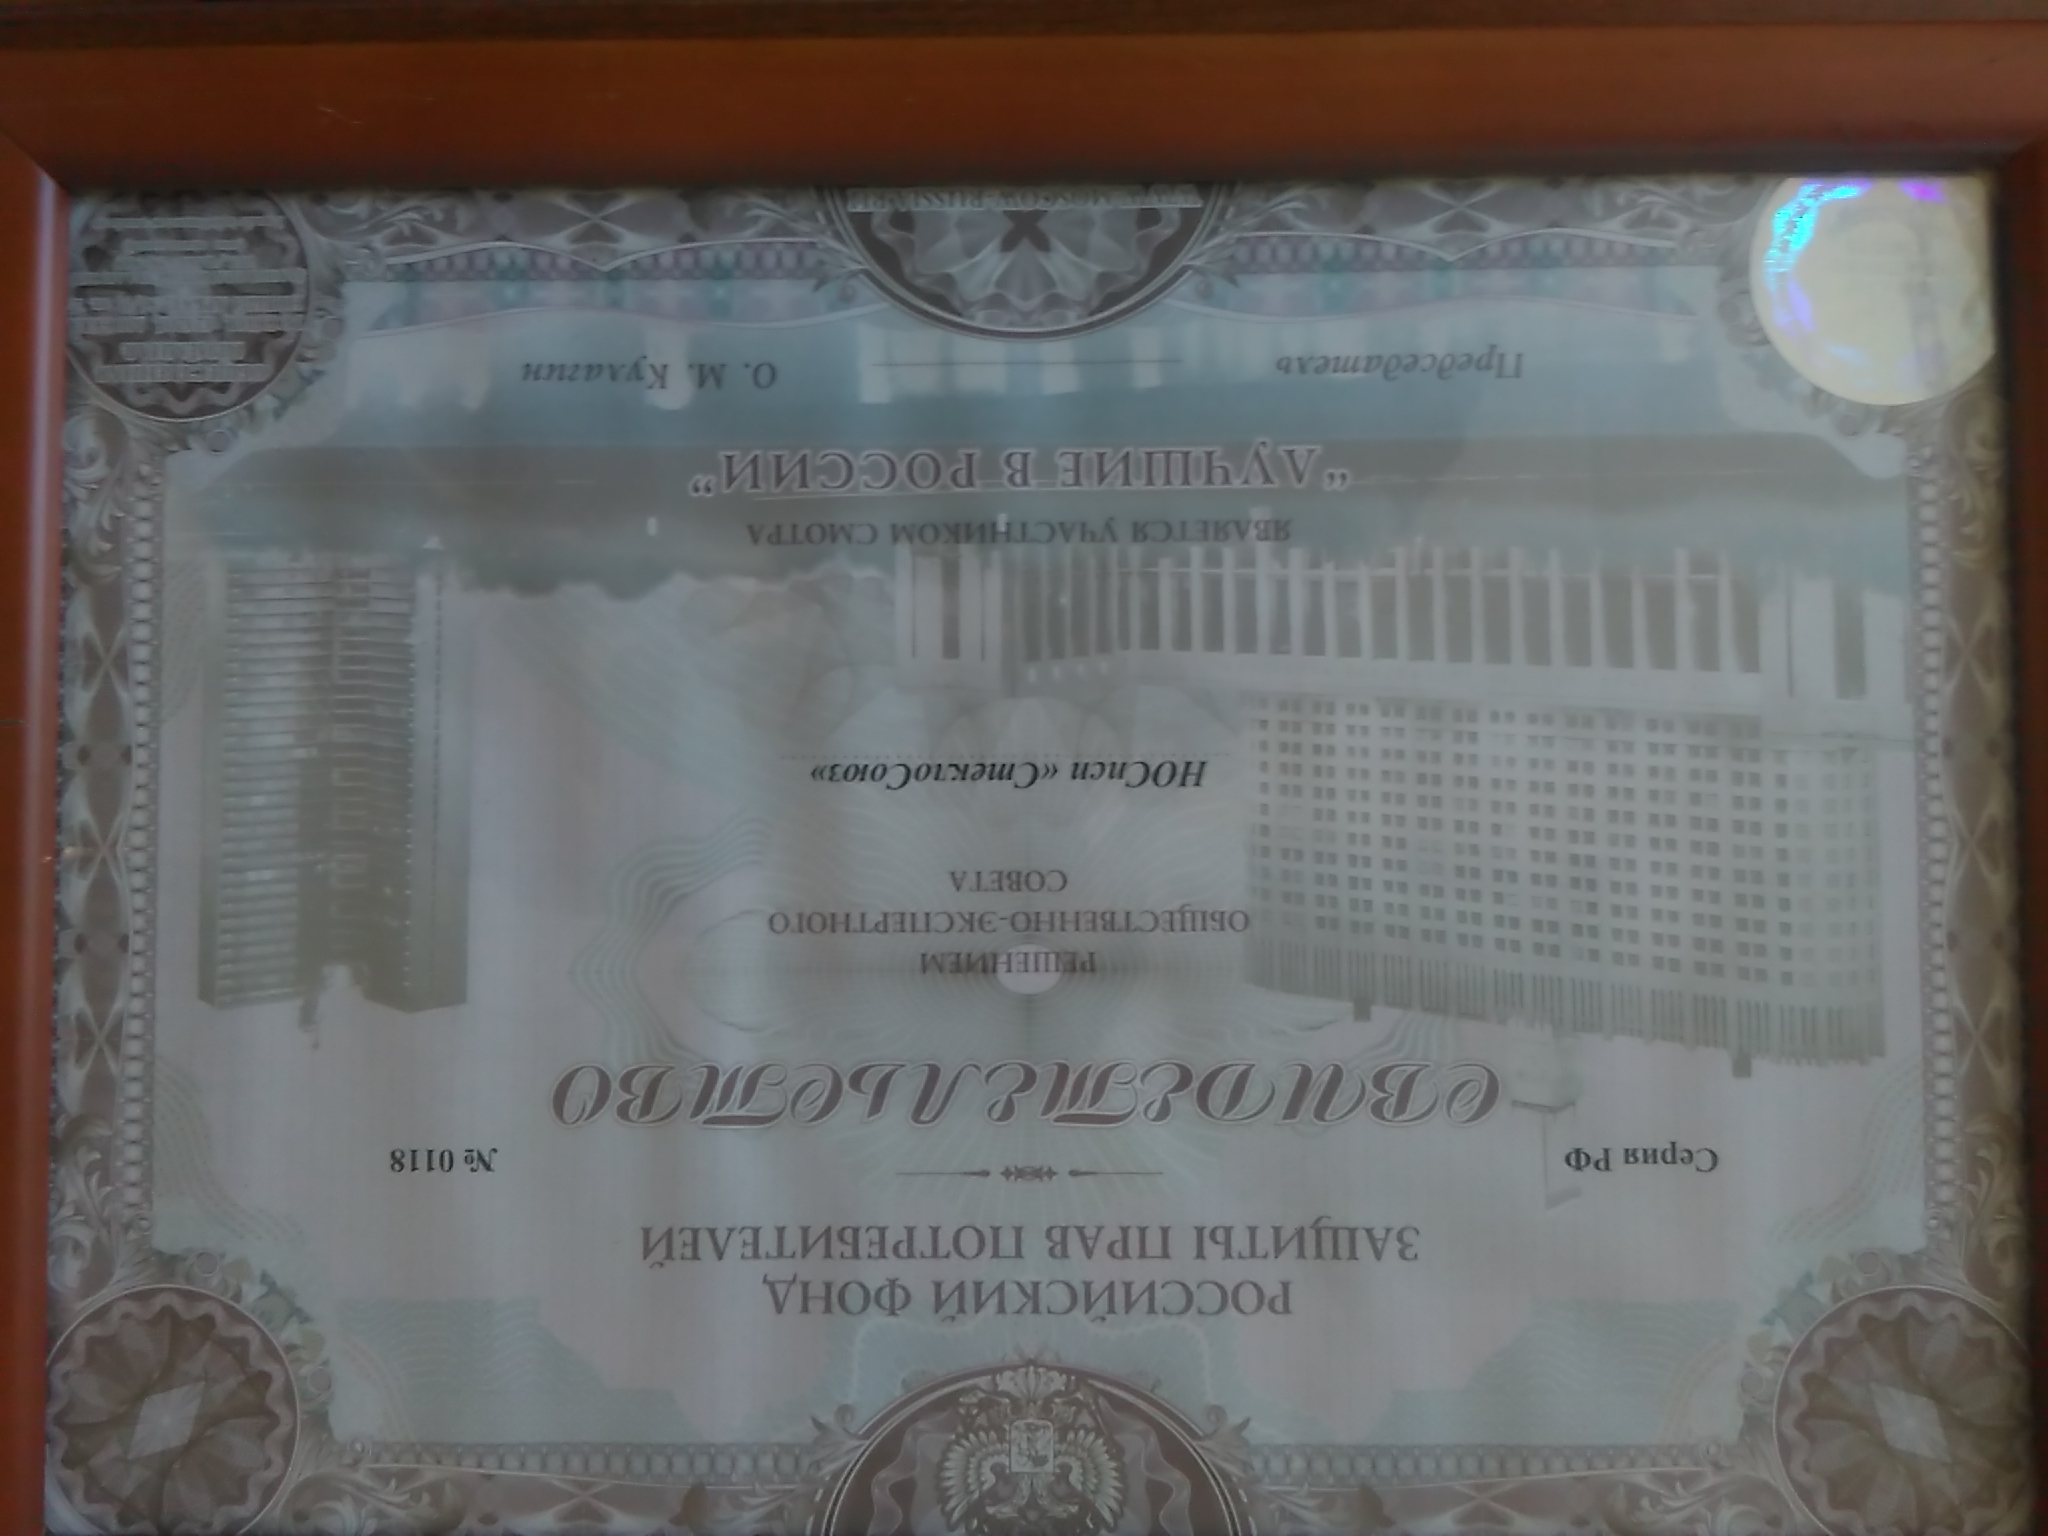 РОССИЙСКИЙ ФОНД
ЗАЩИТЫ ПРАВ ПОТРЕБИТЕЛЕЙ
Серия РФ № 0118
СВИДЕТЕЛЬСТВО
РЕШЕНИЕМ
ОБЩЕСТВЕННО-ЭКСПЕРТНОГО
СОВЕТА
НОСпсп «СтеклоСоюз»
ЯВЛЯЕТСЯ УЧАСТНИКОМ СМОТРА
“ЛУЧШИЕ В РОССИИ”
Председатель О. М. Кулагин